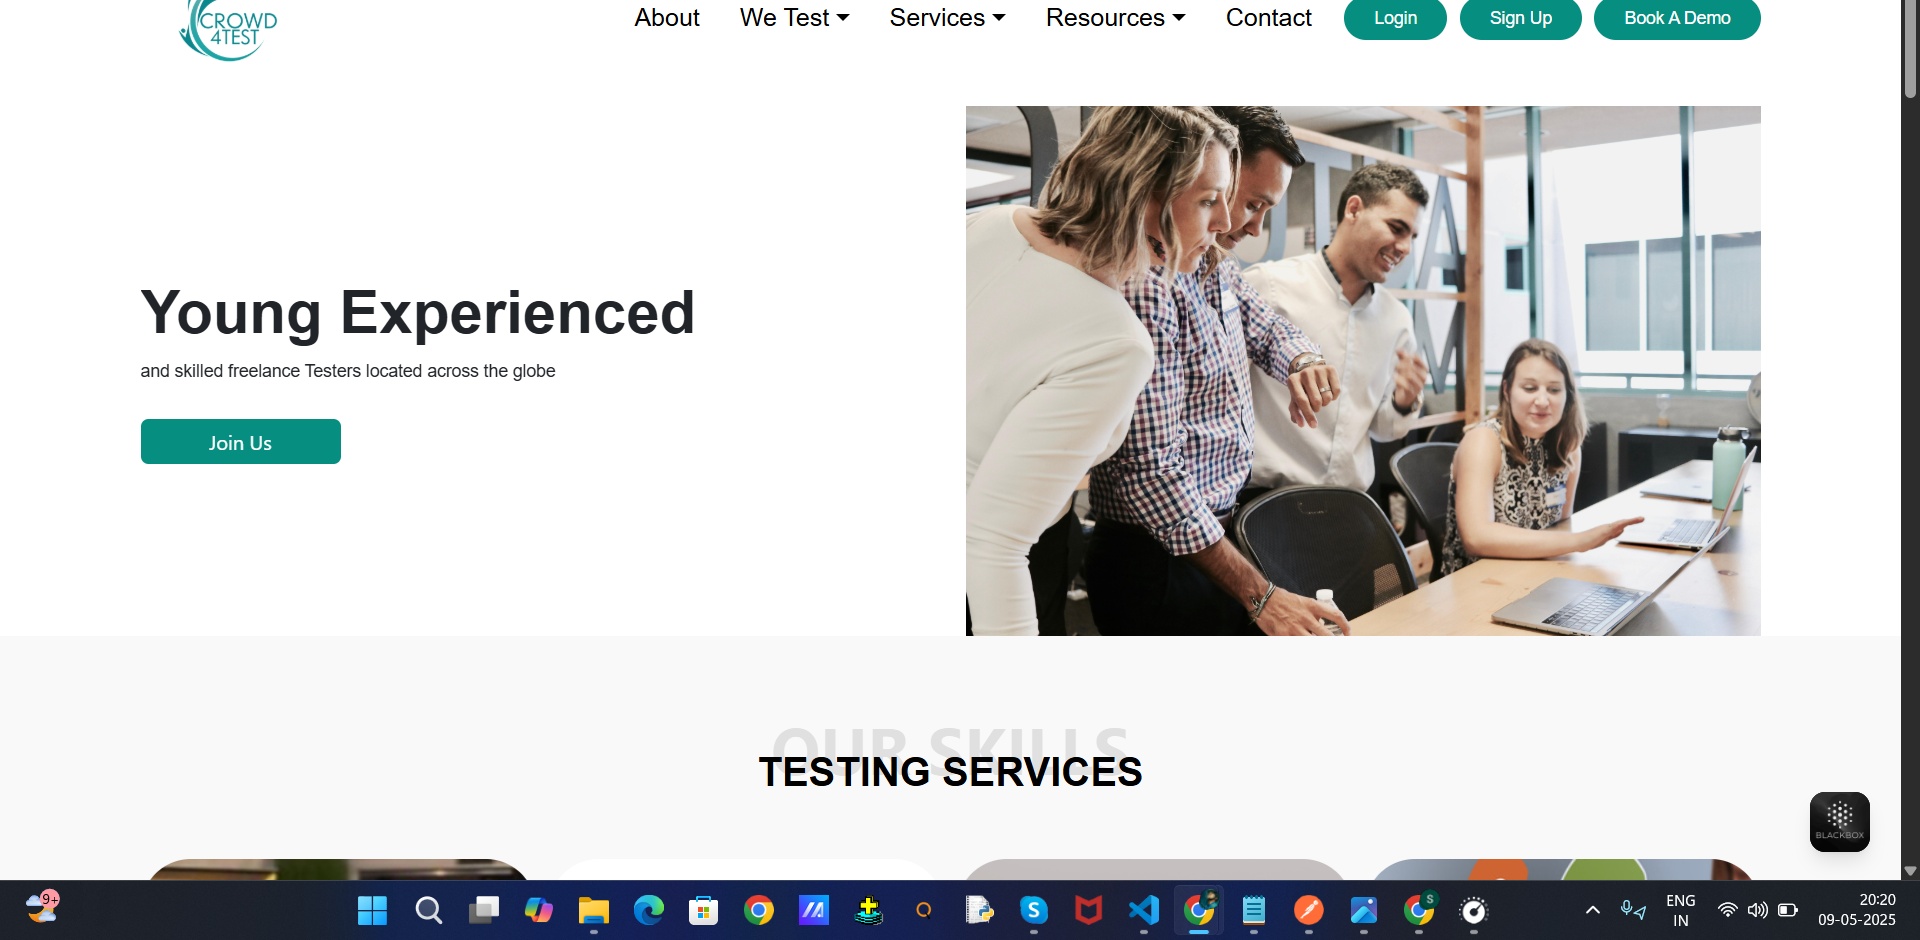 CROWD
4TEST
About We Test Services Resources Contact Login Sign Up Book A Demo
Young Experienced
and skilled freelance Testers located across the globe
Join Us
OUR SKILLS
TESTING SERVICES
BLACKBOX
9+
S
ENG
IN
20:20
09-05-2025